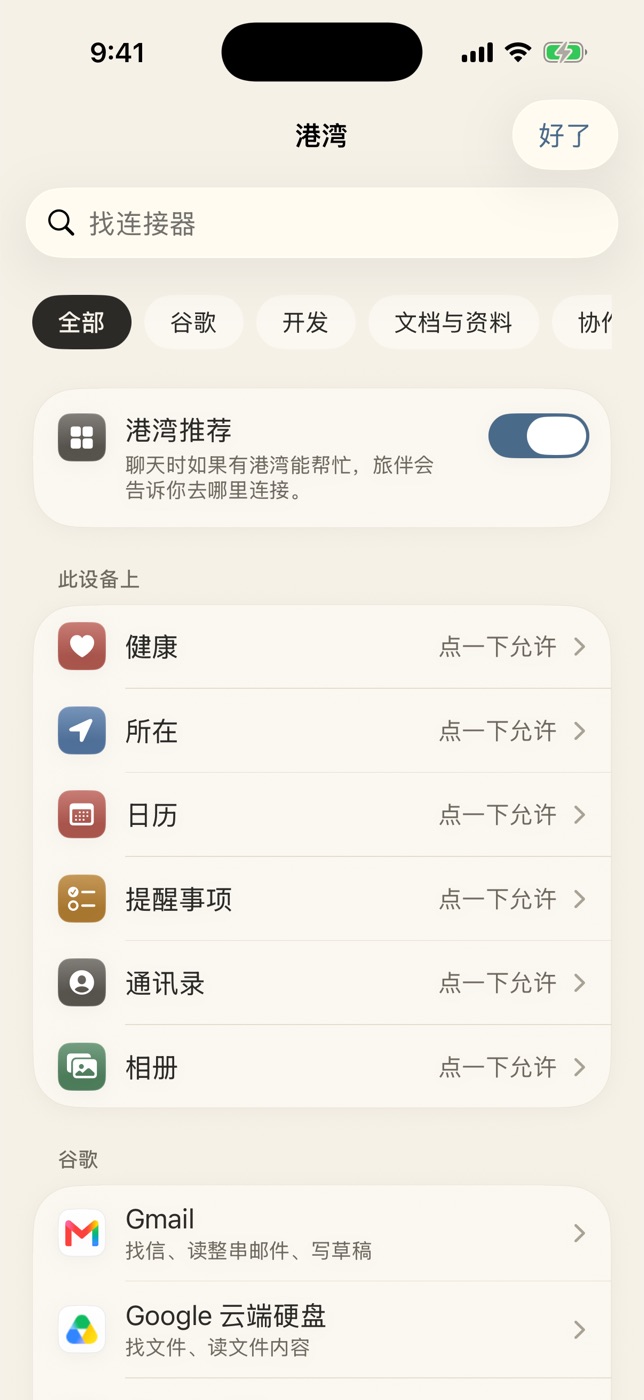 9:41
港湾
好了
找连接器
全部
谷歌
开发
文档与资料
港湾推荐
聊天时如果有港湾能帮忙，旅伴会
告诉你去哪里连接。
此设备上
健康
点一下允许
所在
点一下允许
日历
点一下允许
提醒事项
点一下允许
通讯录
点一下允许
相册
点一下允许
谷歌
Gmail
找信、读整串邮件、写草稿
Google 云端硬盘
找文件、读文件内容